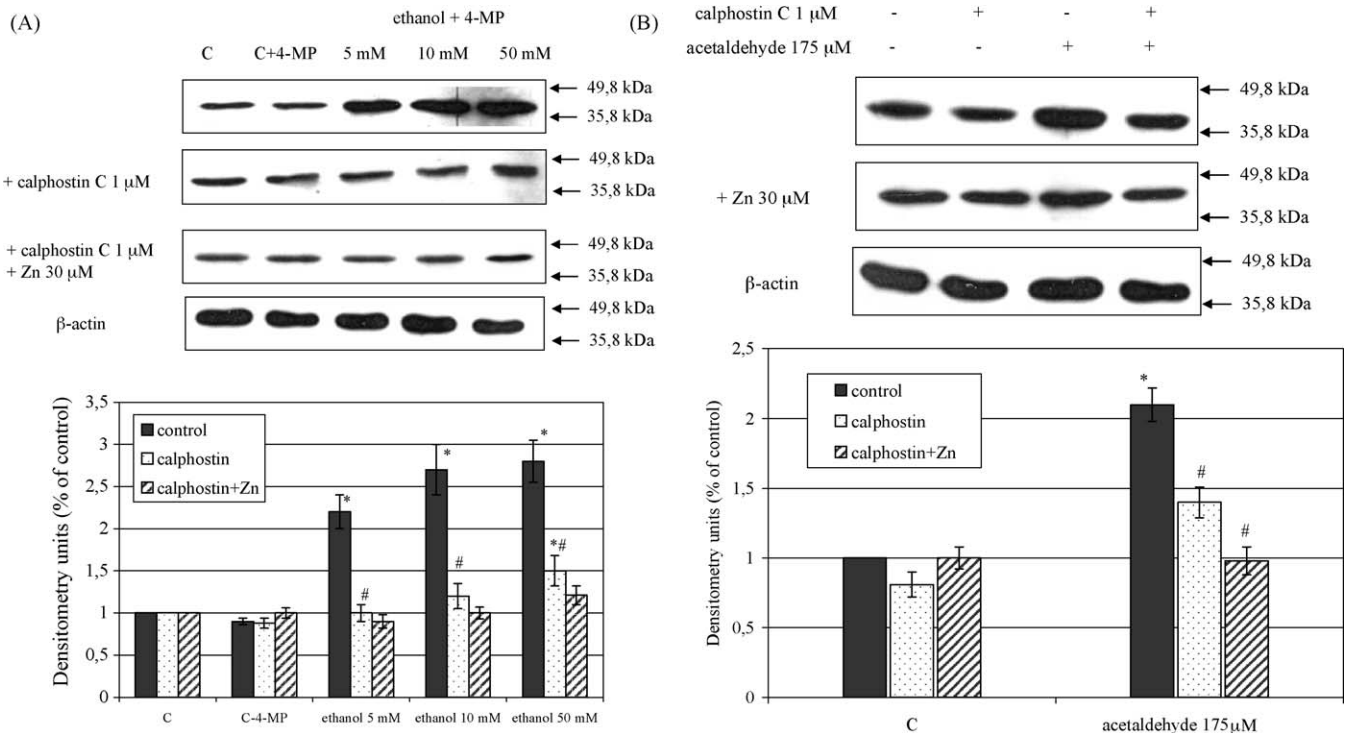 (A)
ethanol + 4-MP
C C+4-MP 5 mM 10 mM 50 mM
49,8 kDa
35,8 kDa
+ calphostin C 1 μM
49,8 kDa
35,8 kDa
+ calphostin C 1 μM
+ Zn 30 μM
49,8 kDa
35,8 kDa
β-actin
49,8 kDa
35,8 kDa
Densitometry units (% of control)
3,5
3
2,5
2
1,5
1
0,5
0
control
calphostin
calphostin+Zn
*
#
*
#
*
*#
C C-4-MP ethanol 5 mM ethanol 10 mM ethanol 50 mM
(B)
calphostin C 1 μM - + - +
acetaldehyde 175 μM - - + +
49,8 kDa
35,8 kDa
+ Zn 30 μM
49,8 kDa
35,8 kDa
β-actin
49,8 kDa
35,8 kDa
Densitometry units (% of control)
2,5
2
1,5
1
0,5
0
control
calphostin
calphostin+Zn
*
#
#
C acetaldehyde 175μM